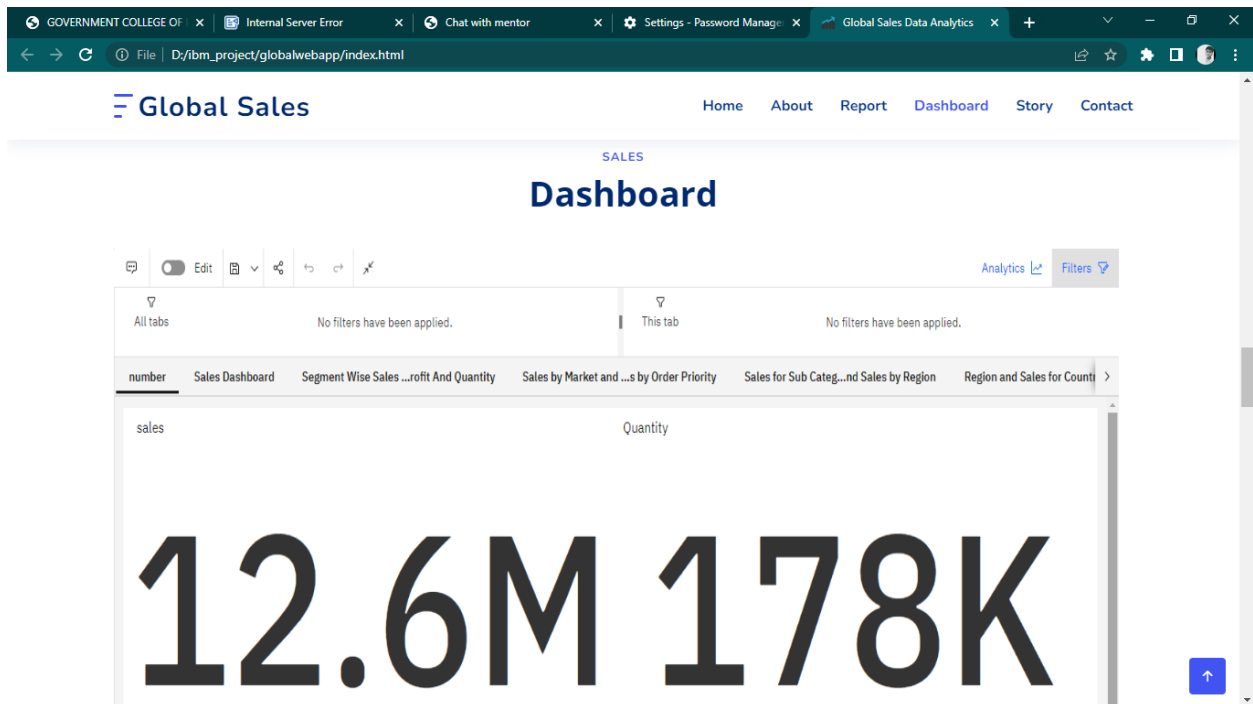 GOVERNMENT COLLEGE OF
Internal Server Error
Chat with mentor
Settings - Password Manage
Global Sales Data Analytics
File | D:/ibm_project/globalwebapp/index.html
Global Sales
Home About Report Dashboard Story Contact
SALES
Dashboard
Edit
Analytics
Filters
All tabs
No filters have been applied.
This tab
No filters have been applied.
number Sales Dashboard Segment Wise Sales ...rofit And Quantity Sales by Market and ...s by Order Priority Sales for Sub Categ...nd Sales by Region Region and Sales for Count
sales
Quantity
12.6M
178K